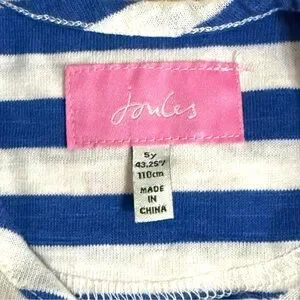 Joules
5y
43.25"/
110cm
MADE
IN
CHINA